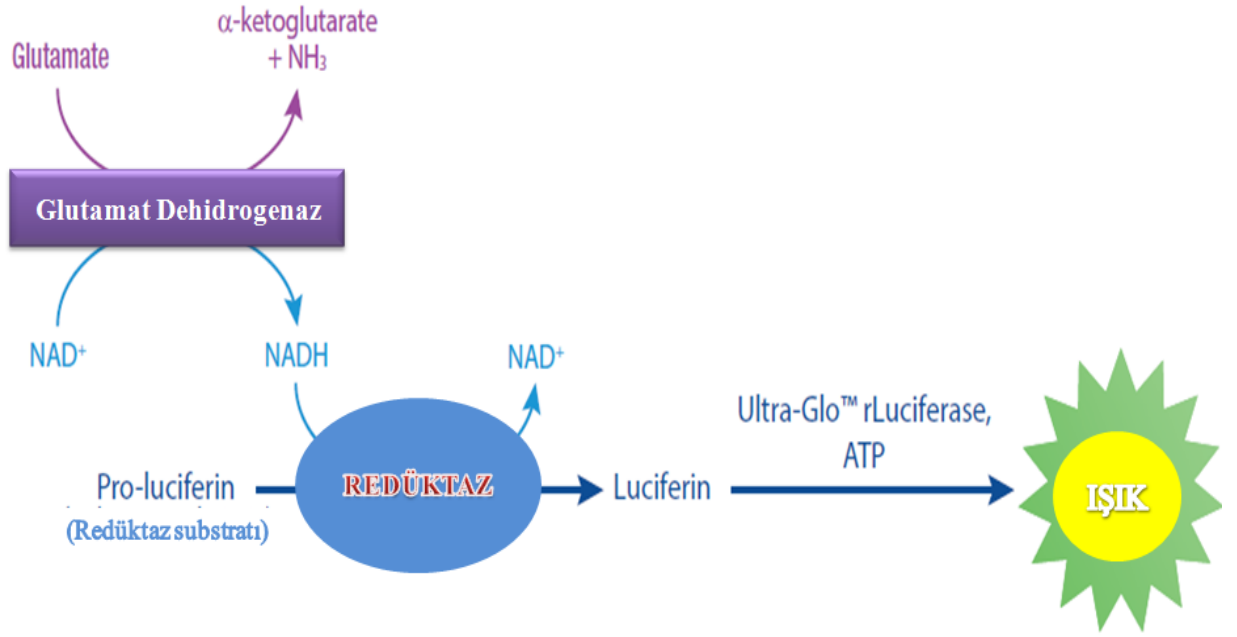 Glutamate
α-ketoglutarate
+ NH₃
Glutamat Dehidrogenaz
NAD⁺
NADH
NAD⁺
Pro-luciferin
(Redüktaz substratı)
REDÜKTAZ
Luciferin
Ultra-Glo™ rLuciferase,
ATP
IŞIK